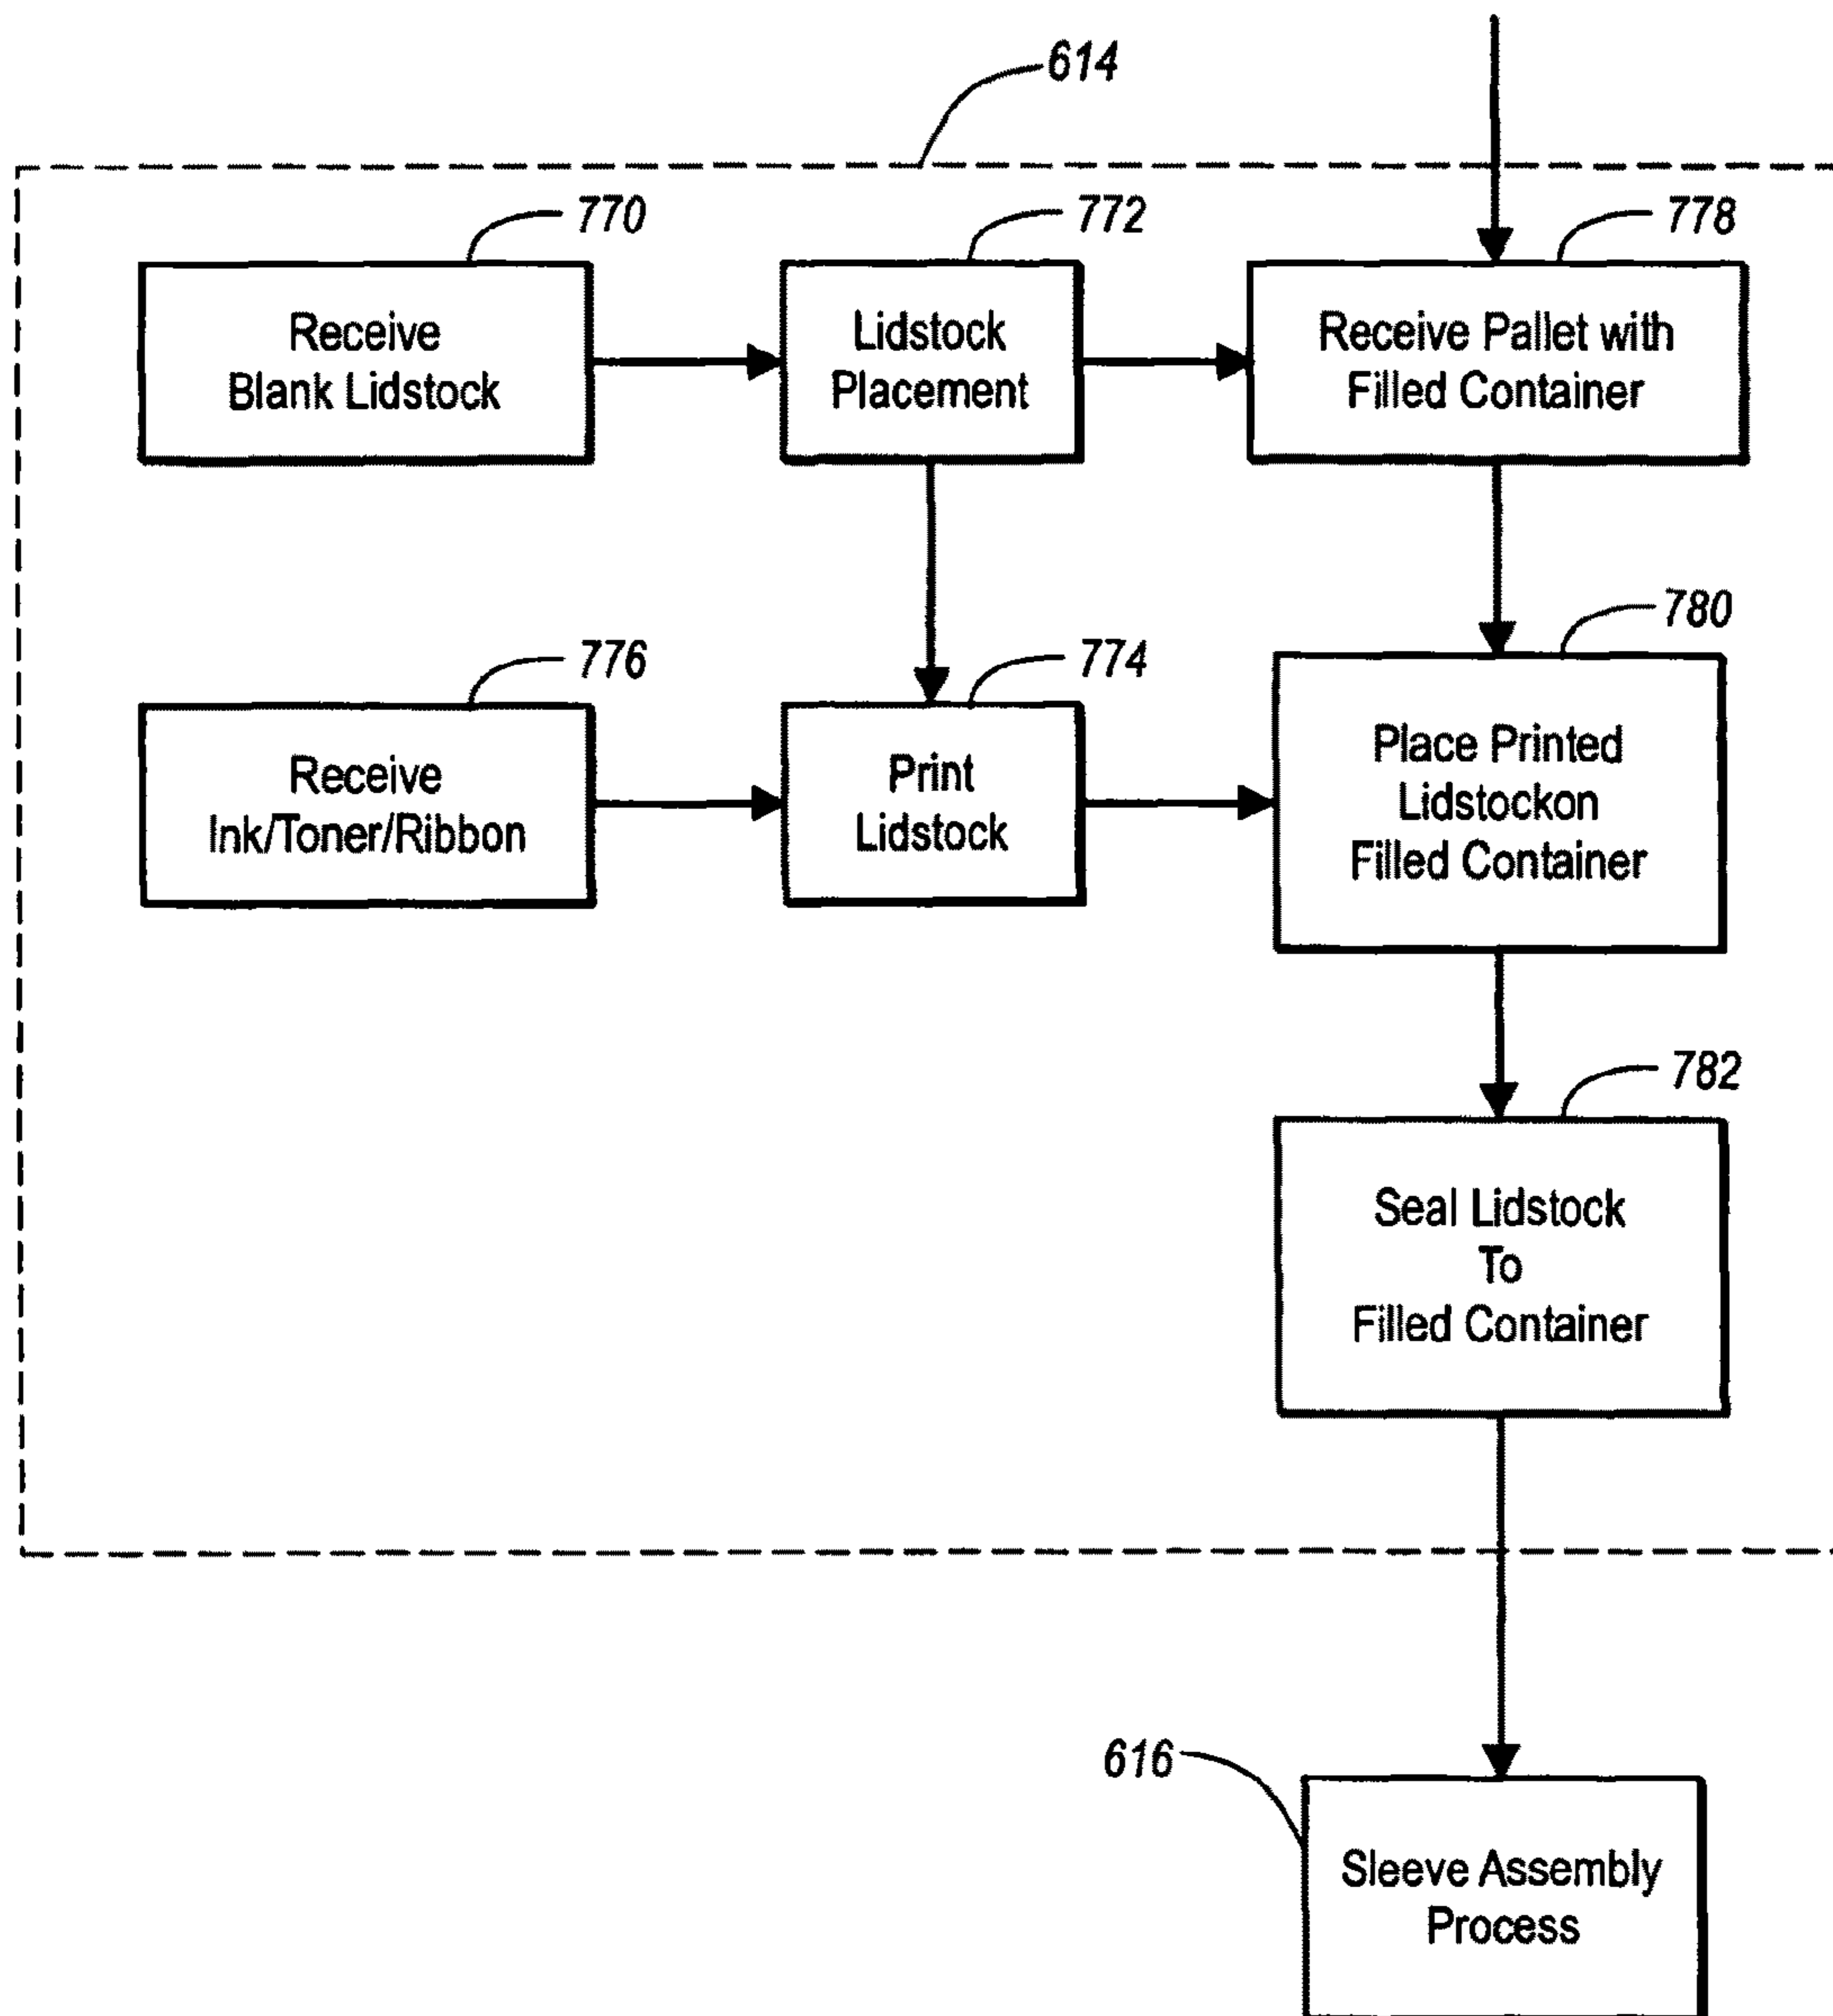 614
770
772
778
Receive
Blank Lidstock
Lidstock
Placement
Receive Pallet with
Filled Container
776
774
780
Receive
Ink/Toner/Ribbon
Print
Lidstock
Place Printed
Lidstockon
Filled Container
782
Seal Lidstock
To
Filled Container
616
Sleeve Assembly
Process